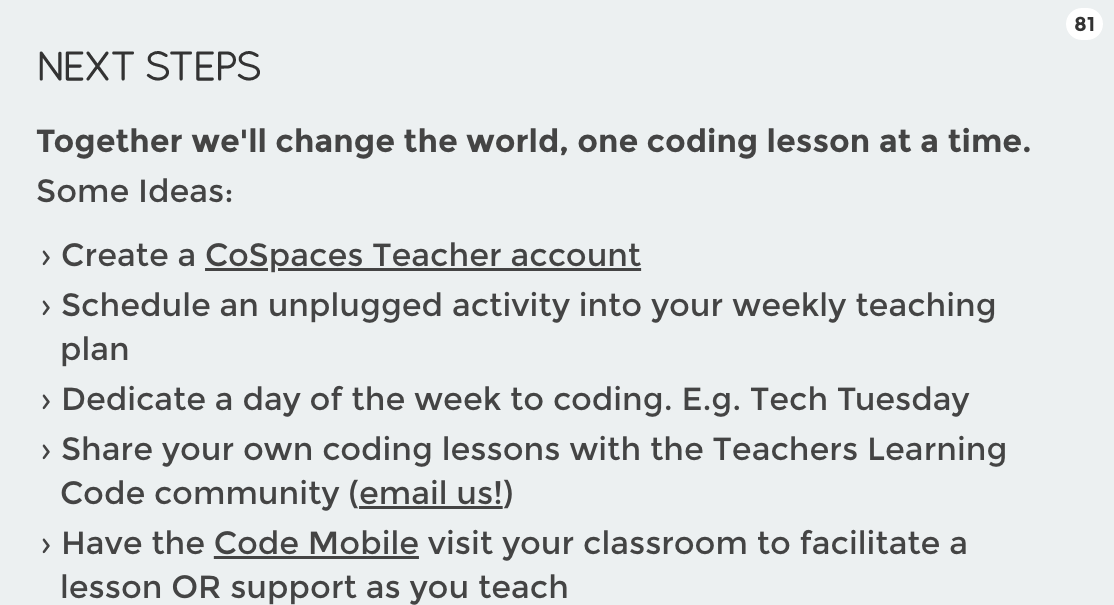 81
NEXT STEPS
Together we'll change the world, one coding lesson at a time.
Some Ideas:
› Create a CoSpaces Teacher account
› Schedule an unplugged activity into your weekly teaching
plan
› Dedicate a day of the week to coding. E.g. Tech Tuesday
› Share your own coding lessons with the Teachers Learning
Code community (email us!)
› Have the Code Mobile visit your classroom to facilitate a
lesson OR support as you teach